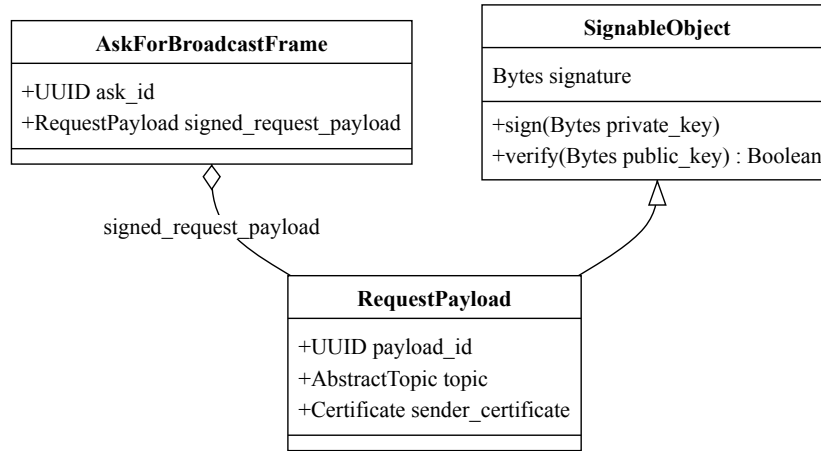 AskForBroadcastFrame
+UUID ask_id
+RequestPayload signed_request_payload
SignableObject
Bytes signature
+sign(Bytes private_key)
+verify(Bytes public_key) : Boolean
signed_request_payload
RequestPayload
+UUID payload_id
+AbstractTopic topic
+Certificate sender_certificate